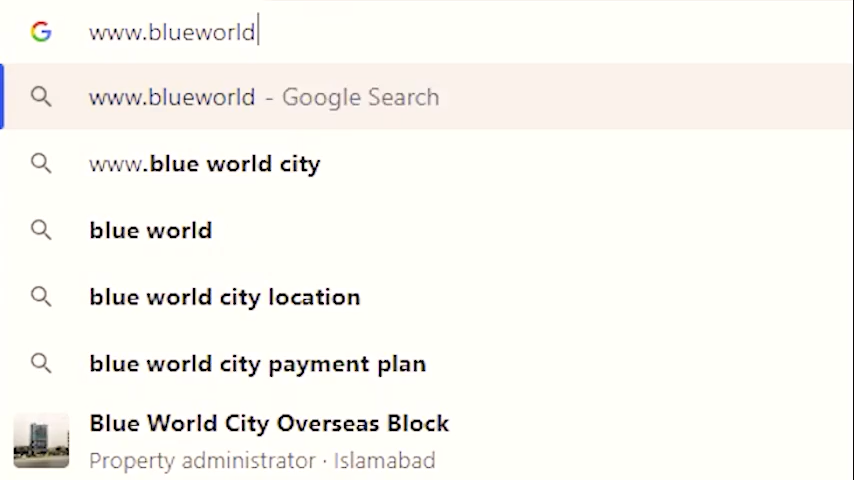 www.blueworld
www.blueworld - Google Search
www.blue world city
blue world
blue world city location
blue world city payment plan
Blue World City Overseas Block
Property administrator · Islamabad